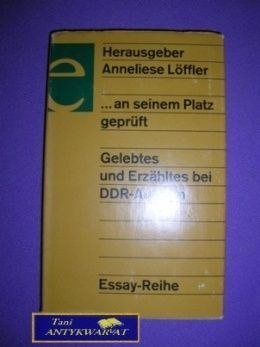 e
Herausgeber
Anneliese Löffler
... an seinem Platz
geprüft
Gelebtes
und Erzähltes bei
Essay-Reihe
Tani
ANTYKWARIAT